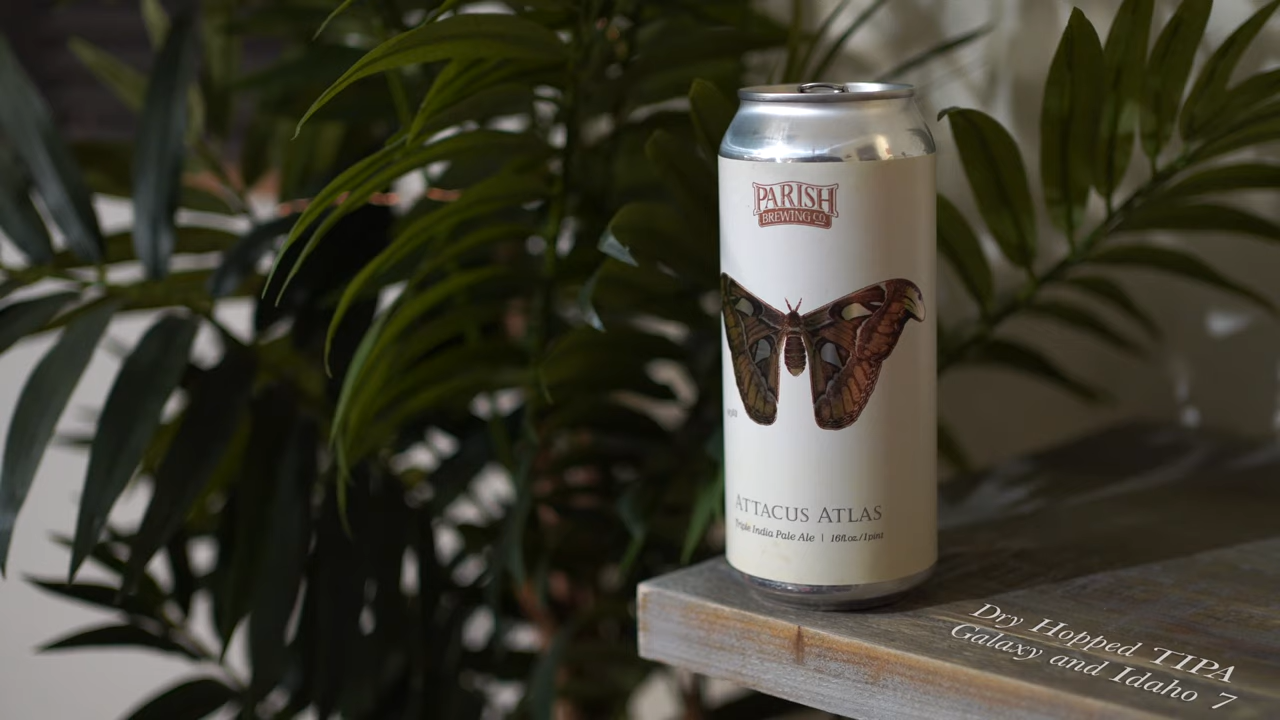 PARISH
BREWING CO
ATTACUS ATLAS
Triple India Pale Ale | 16fl.oz./1pint
Dry Hopped TIPA
Galaxy and Idaho 7